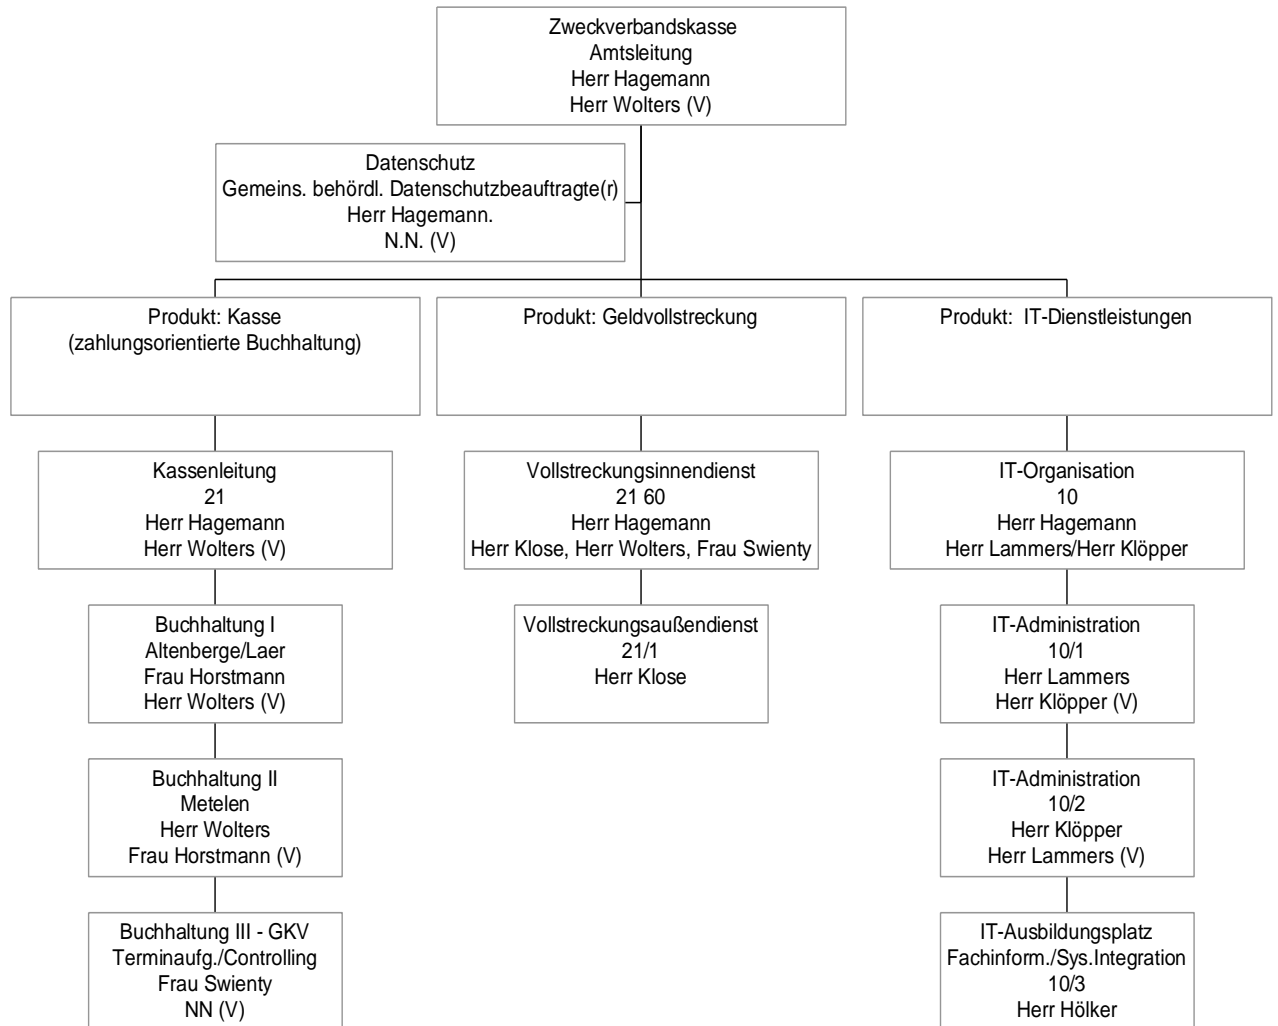 Zweckverbandskasse
Amtsleitung
Herr Hagemann
Herr Wolters (V)
Datenschutz
Gemeins. behördl. Datenschutzbeauftragte(r)
Herr Hagemann.
N.N. (V)
Produkt: Kasse
(zahlungsorientierte Buchhaltung)
Produkt: Geldvollstreckung
Produkt: IT-Dienstleistungen
Kassenleitung
21
Herr Hagemann
Herr Wolters (V)
Vollstreckungsinnendienst
21 60
Herr Hagemann
Herr Klose, Herr Wolters, Frau Swienty
IT-Organisation
10
Herr Hagemann
Herr Lammers/Herr Klöpper
Buchhaltung I
Altenberge/Laer
Frau Horstmann
Herr Wolters (V)
Vollstreckungsaußendienst
21/1
Herr Klose
IT-Administration
10/1
Herr Lammers
Herr Klöpper (V)
Buchhaltung II
Metelen
Herr Wolters
Frau Horstmann (V)
IT-Administration
10/2
Herr Klöpper
Herr Lammers (V)
Buchhaltung III - GKV
Terminaufg./Controlling
Frau Swienty
NN (V)
IT-Ausbildungsplatz
Fachinform./Sys.Integration
10/3
Herr Hölker